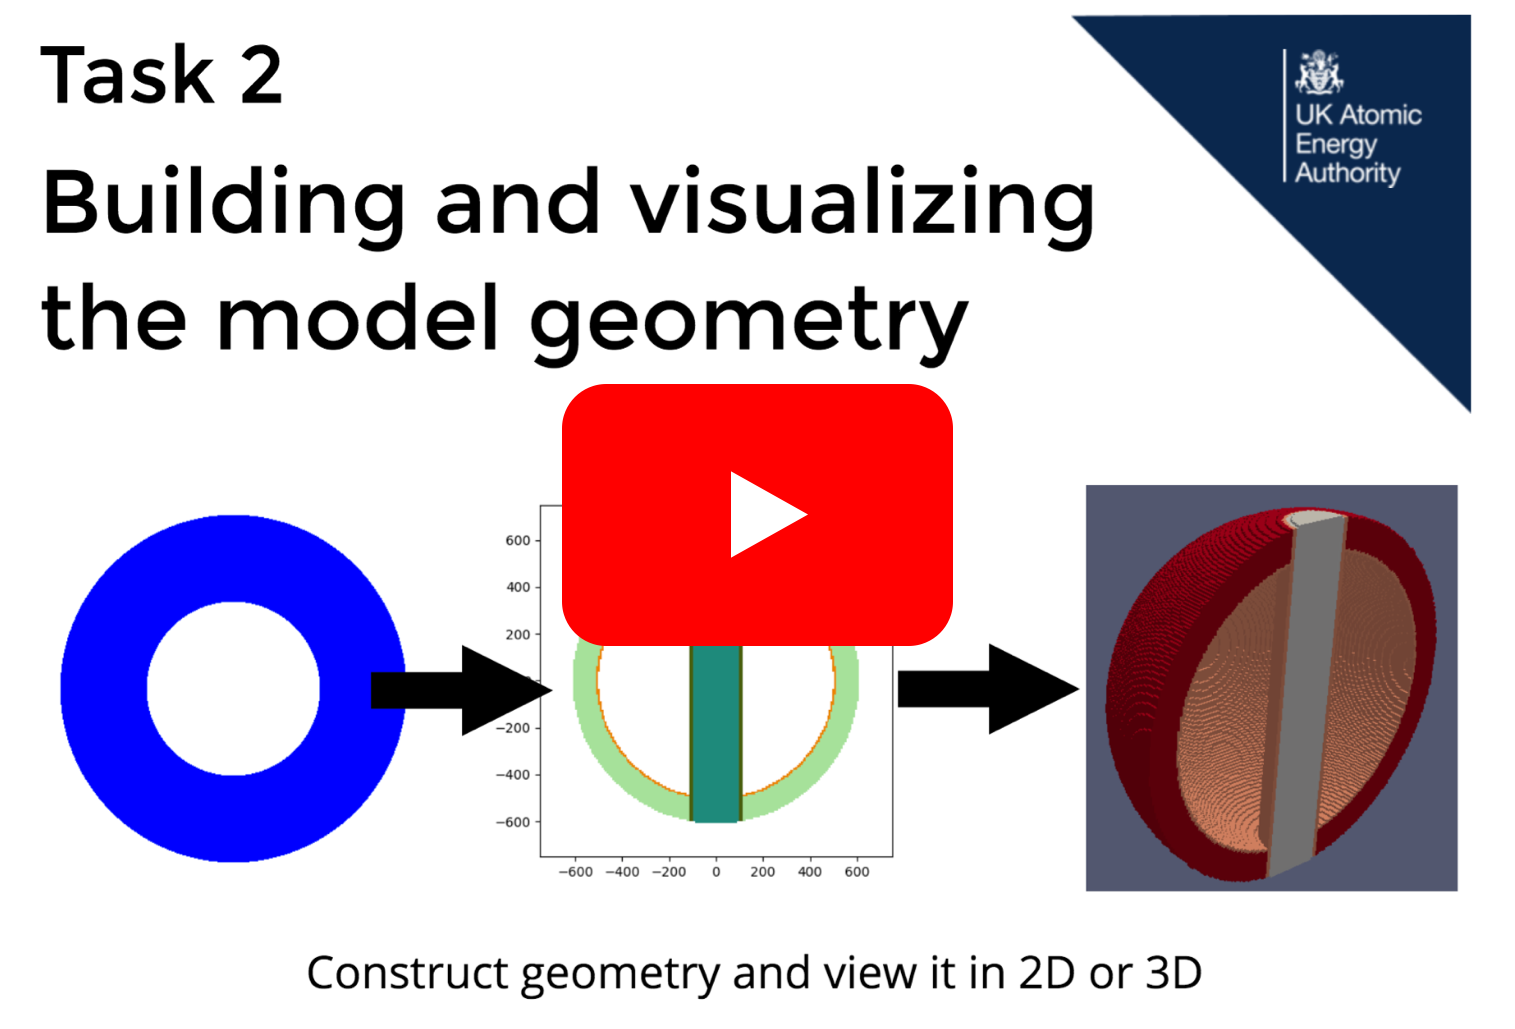 Task 2
Building and visualizing
the model geometry
UK Atomic
Energy
Authority
600
400
200
−200
−400
−600
−600 −400 −200 0 200 400 600
Construct geometry and view it in 2D or 3D